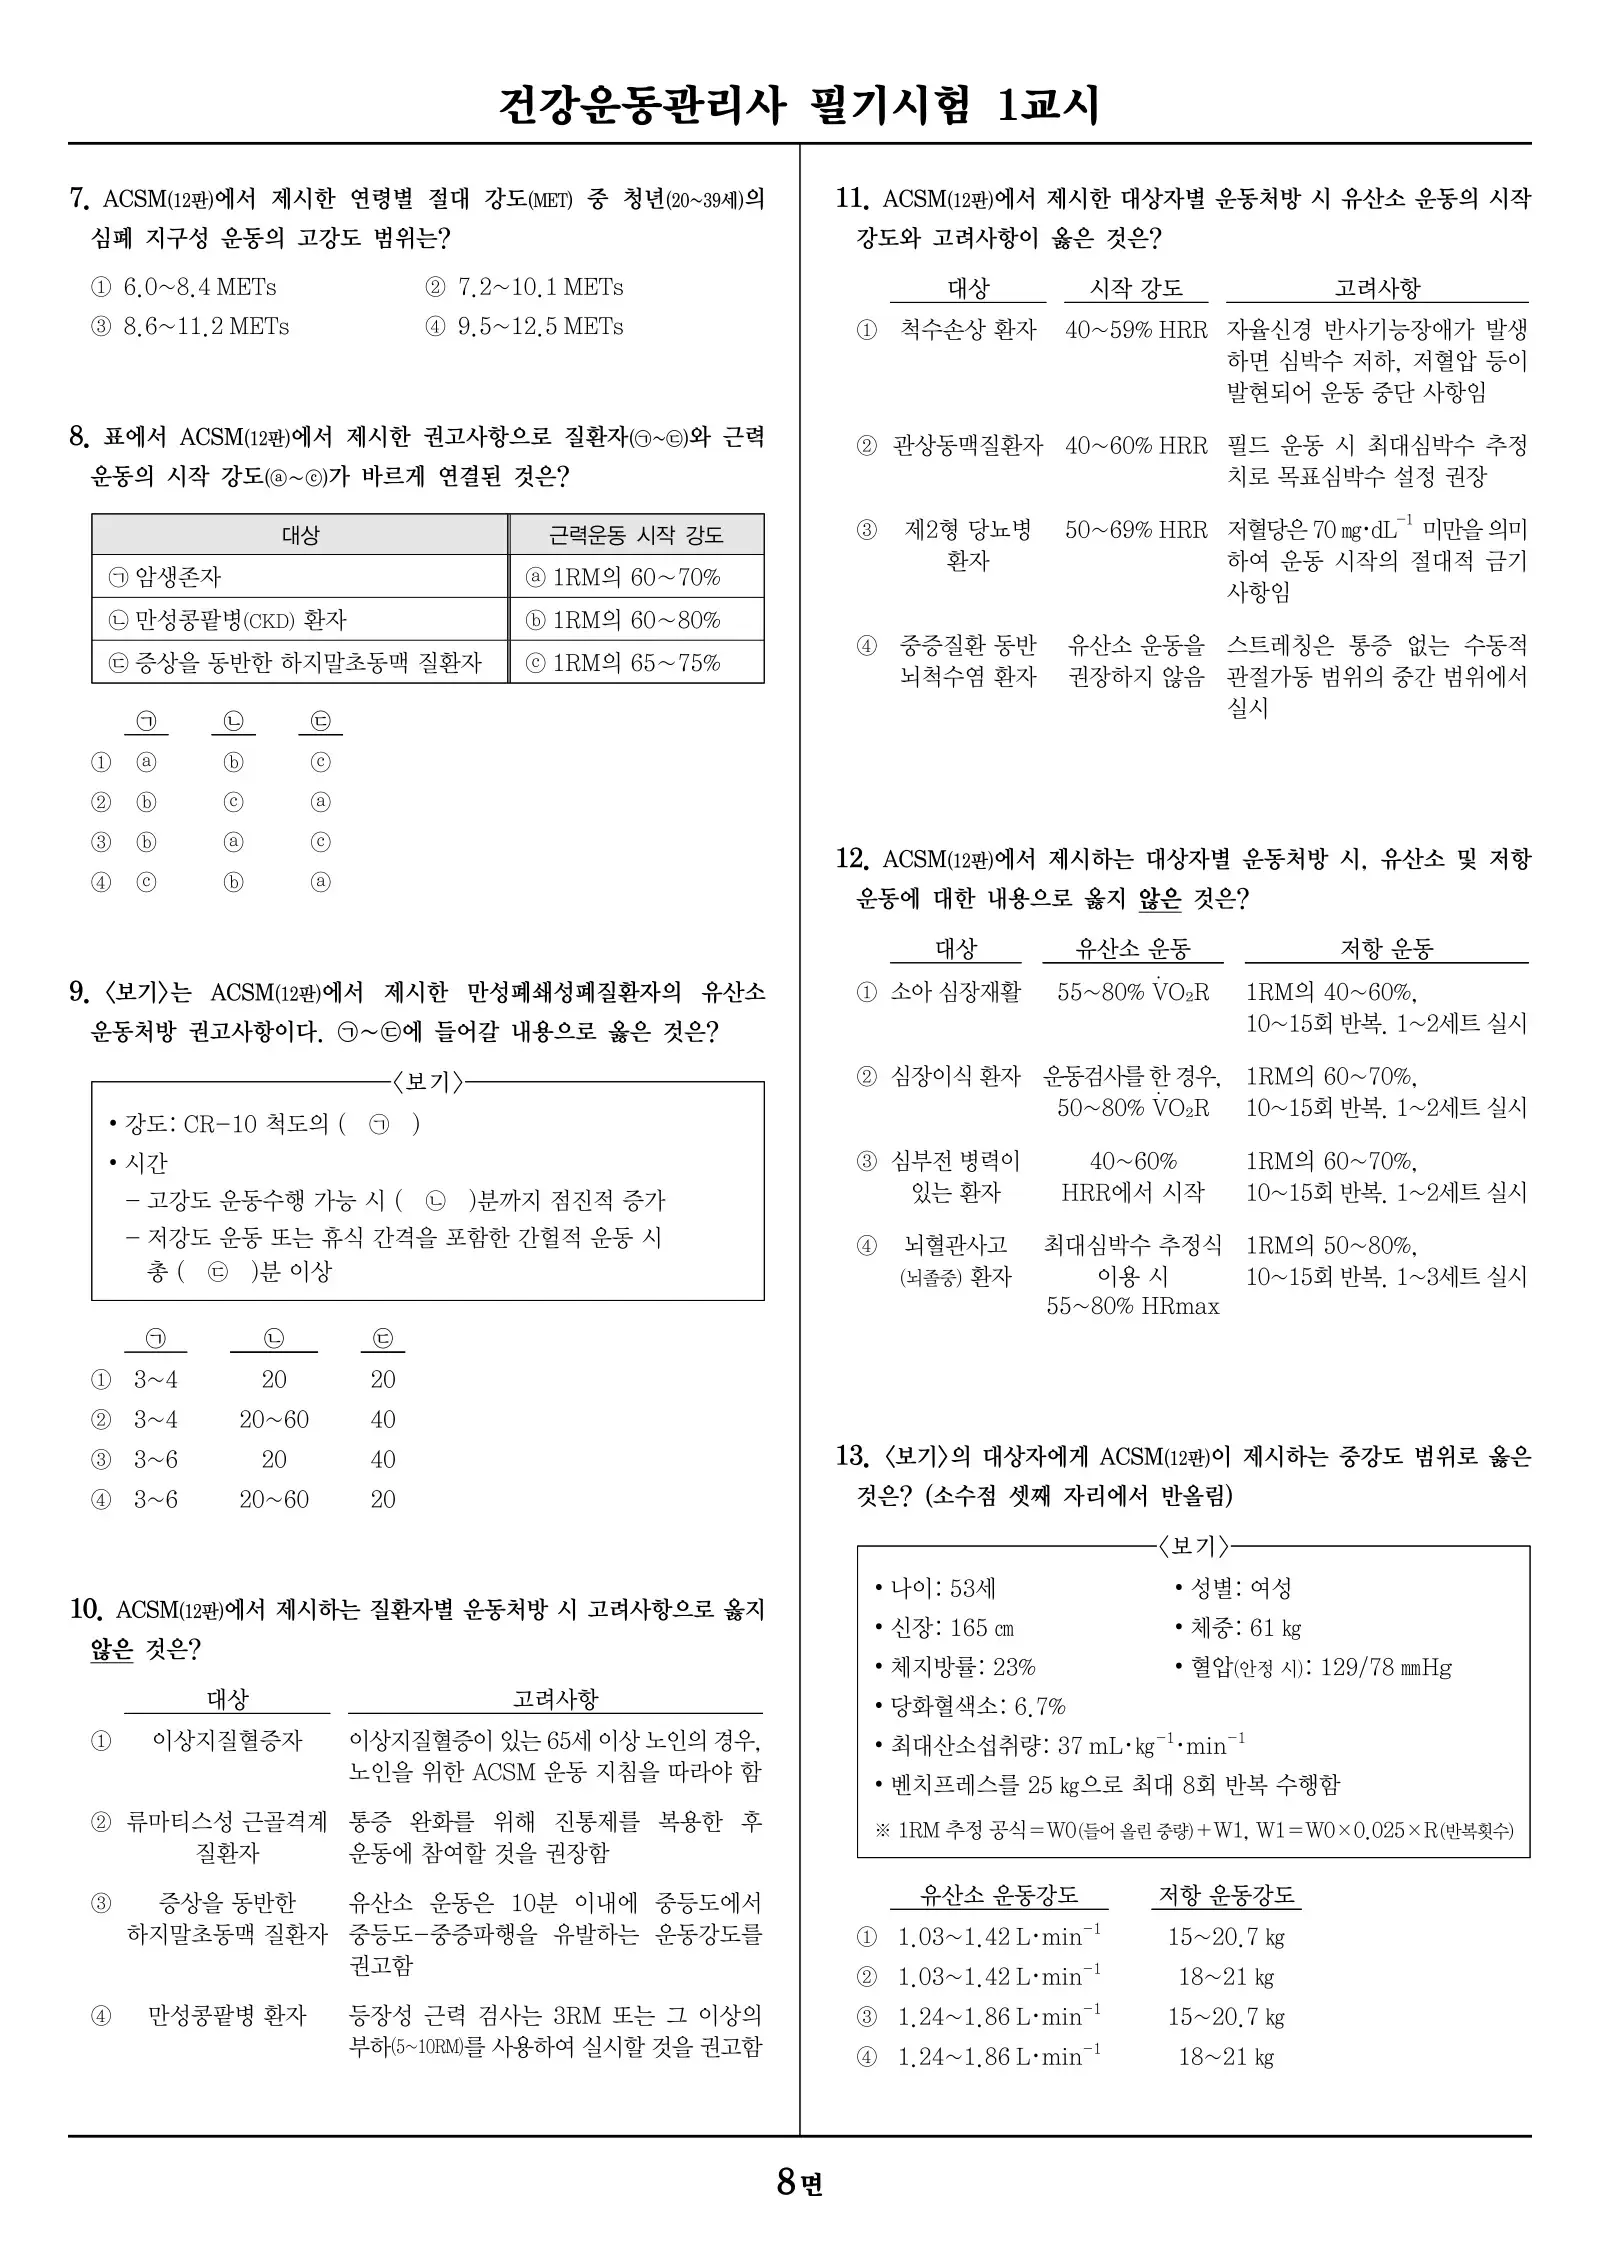 건강운동관리사 필기시험 1교시
7. ACSM(12판)에서 제시한 연령별 절대 강도(MET) 중 청년(20~39세)의
심폐 지구성 운동의 고강도 범위는?
① 6.0~8.4 METs ② 7.2~10.1 METs
③ 8.6~11.2 METs ④ 9.5~12.5 METs
8. 표에서 ACSM(12판)에서 제시한 권고사항으로 질환자(㉠~㉢)와 근력
운동의 시작 강도(ⓐ~ⓒ)가 바르게 연결된 것은?
대상 근력운동 시작 강도
㉠ 암생존자 ⓐ 1RM의 60~70%
㉡ 만성콩팥병(CKD) 환자 ⓑ 1RM의 60~80%
㉢ 증상을 동반한 하지말초동맥 질환자 ⓒ 1RM의 65~75%
㉠ ㉡ ㉢
① ⓐ ⓑ ⓒ
② ⓑ ⓒ ⓐ
③ ⓑ ⓐ ⓒ
④ ⓒ ⓑ ⓐ
9. 〈보기〉는 ACSM(12판)에서 제시한 만성폐쇄성폐질환자의 유산소
운동처방 권고사항이다. ㉠~㉢에 들어갈 내용으로 옳은 것은?
〈보기〉
• 강도: CR-10 척도의 ( ㉠ )
• 시간
- 고강도 운동수행 가능 시 ( ㉡ )분까지 점진적 증가
- 저강도 운동 또는 휴식 간격을 포함한 간헐적 운동 시
총 ( ㉢ )분 이상
㉠ ㉡ ㉢
① 3~4 20 20
② 3~4 20~60 40
③ 3~6 20 40
④ 3~6 20~60 20
10. ACSM(12판)에서 제시하는 질환자별 운동처방 시 고려사항으로 옳지
않은 것은?
대상 고려사항
① 이상지질혈증자 이상지질혈증이 있는 65세 이상 노인의 경우,
노인을 위한 ACSM 운동 지침을 따라야 함
② 류마티스성 근골격계 통증 완화를 위해 진통제를 복용한 후
질환자 운동에 참여할 것을 권장함
③ 증상을 동반한 유산소 운동은 10분 이내에 중등도에서
하지말초동맥 질환자 중등도-중증파행을 유발하는 운동강도를
권고함
④ 만성콩팥병 환자 등장성 근력 검사는 3RM 또는 그 이상의
부하(5~10RM)를 사용하여 실시할 것을 권고함
11. ACSM(12판)에서 제시한 대상자별 운동처방 시 유산소 운동의 시작
강도와 고려사항이 옳은 것은?
대상 시작 강도 고려사항
① 척수손상 환자 40~59% HRR 자율신경 반사기능장애가 발생
하면 심박수 저하, 저혈압 등이
발현되어 운동 중단 사항임
② 관상동맥질환자 40~60% HRR 필드 운동 시 최대심박수 추정
치로 목표심박수 설정 권장
③ 제2형 당뇨병 50~69% HRR 저혈당은 70 ㎎·dL⁻¹ 미만을 의미
환자 하여 운동 시작의 절대적 금기
사항임
④ 중증질환 동반 유산소 운동을 스트레칭은 통증 없는 수동적
뇌척수염 환자 권장하지 않음 관절가동 범위의 중간 범위에서
실시
12. ACSM(12판)에서 제시하는 대상자별 운동처방 시, 유산소 및 저항
운동에 대한 내용으로 옳지 않은 것은?
대상 유산소 운동 저항 운동
① 소아 심장재활 55~80% V̇O₂R 1RM의 40~60%,
10~15회 반복. 1~2세트 실시
② 심장이식 환자 운동검사를 한 경우, 1RM의 60~70%,
50~80% V̇O₂R 10~15회 반복. 1~2세트 실시
③ 심부전 병력이 40~60% 1RM의 60~70%,
있는 환자 HRR에서 시작 10~15회 반복. 1~2세트 실시
④ 뇌혈관사고 최대심박수 추정식 1RM의 50~80%,
(뇌졸중) 환자 이용 시 10~15회 반복. 1~3세트 실시
55~80% HRmax
13. 〈보기〉의 대상자에게 ACSM(12판)이 제시하는 중강도 범위로 옳은
것은? (소수점 셋째 자리에서 반올림)
〈보기〉
• 나이: 53세 • 성별: 여성
• 신장: 165 ㎝ • 체중: 61 ㎏
• 체지방률: 23% • 혈압(안정 시): 129/78 ㎜Hg
• 당화혈색소: 6.7%
• 최대산소섭취량: 37 mL·㎏⁻¹·min⁻¹
• 벤치프레스를 25 ㎏으로 최대 8회 반복 수행함
※ 1RM 추정 공식=W0(들어 올린 중량)+W1, W1=W0×0.025×R(반복횟수)
유산소 운동강도 저항 운동강도
① 1.03~1.42 L·min⁻¹ 15~20.7 ㎏
② 1.03~1.42 L·min⁻¹ 18~21 ㎏
③ 1.24~1.86 L·min⁻¹ 15~20.7 ㎏
④ 1.24~1.86 L·min⁻¹ 18~21 ㎏
8면